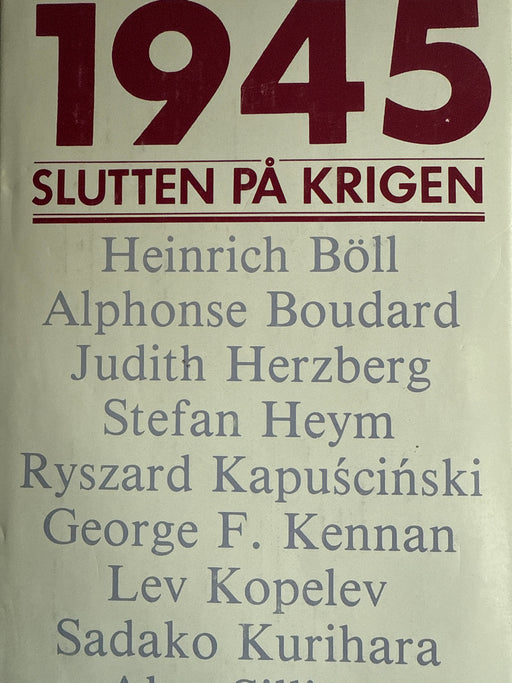 1945
SLUTTEN PÅ KRIGEN
Heinrich Böll
Alphonse Boudard
Judith Herzberg
Stefan Heym
Ryszard Kapuściński
George F. Kennan
Lev Kopelev
Sadako Kurihara